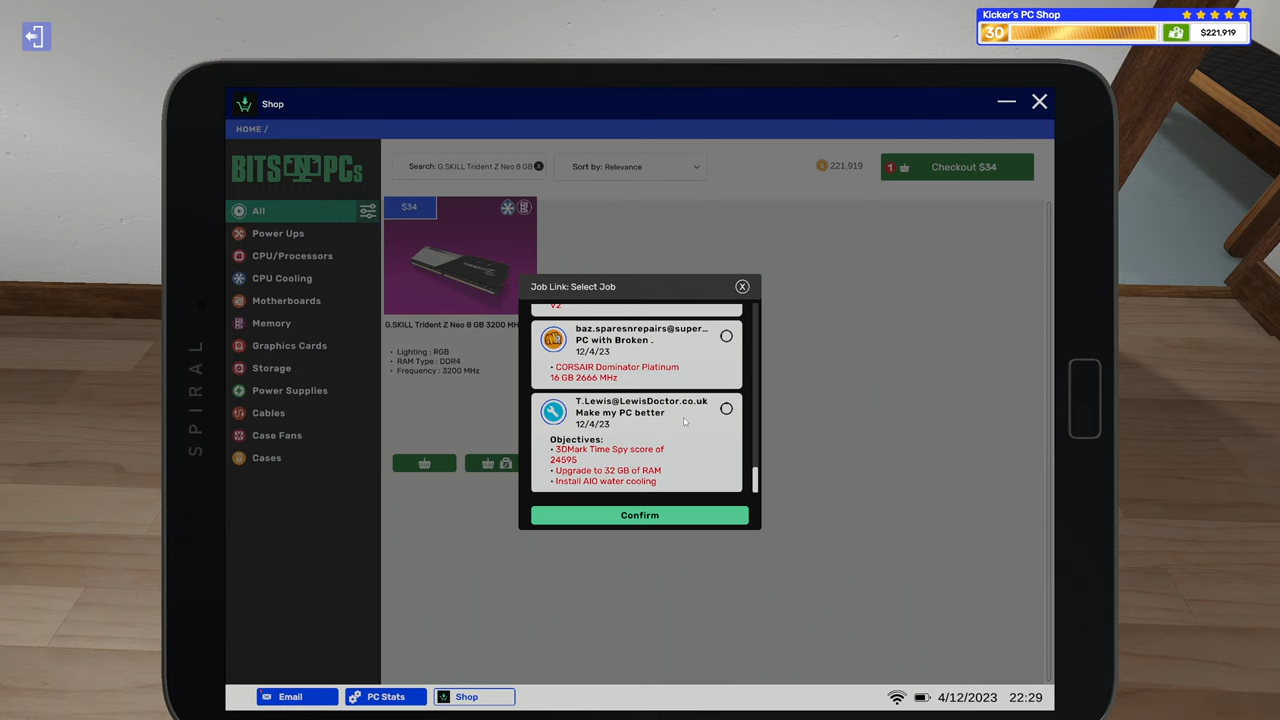 Kicker's PC Shop
30
$221,919
Shop
HOME /
BITS N PCs
Search: G.SKILL Trident Z Neo 8 GB
Sort by: Relevance
221,919
1
Checkout $34
All
Power Ups
CPU/Processors
CPU Cooling
Motherboards
Memory
Graphics Cards
Storage
Power Supplies
Cables
Case Fans
Cases
$34
G.SKILL Trident Z Neo 8 GB 3200 MH
• Lighting : RGB
• RAM Type : DDR4
• Frequency : 3200 MHz
Job Link: Select Job
V2
baz.sparesnrepairs@super...
PC with Broken .
12/4/23
• CORSAIR Dominator Platinum
16 GB 2666 MHz
T.Lewis@LewisDoctor.co.uk
Make my PC better
12/4/23
Objectives:
• 3DMark Time Spy score of
24595
• Upgrade to 32 GB of RAM
• Install AIO water cooling
Confirm
SPIRAL
Email
PC Stats
Shop
4/12/2023
22:29